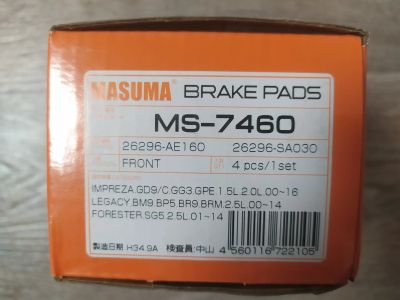 MASUMA BRAKE PADS
MS-7460
26296-AE160 26296-SA030
FRONT 4 pcs/1set
IMPREZA.GD9/C.GG3.GPE 1.5L.2.0L.00~16
LEGACY.BM9.BP5.BR9.BRM.2.5L.00~14
FORESTER.SG5.2.5L.01~14
製造日期 H34.9A 検査員:中山 4 560116 722105